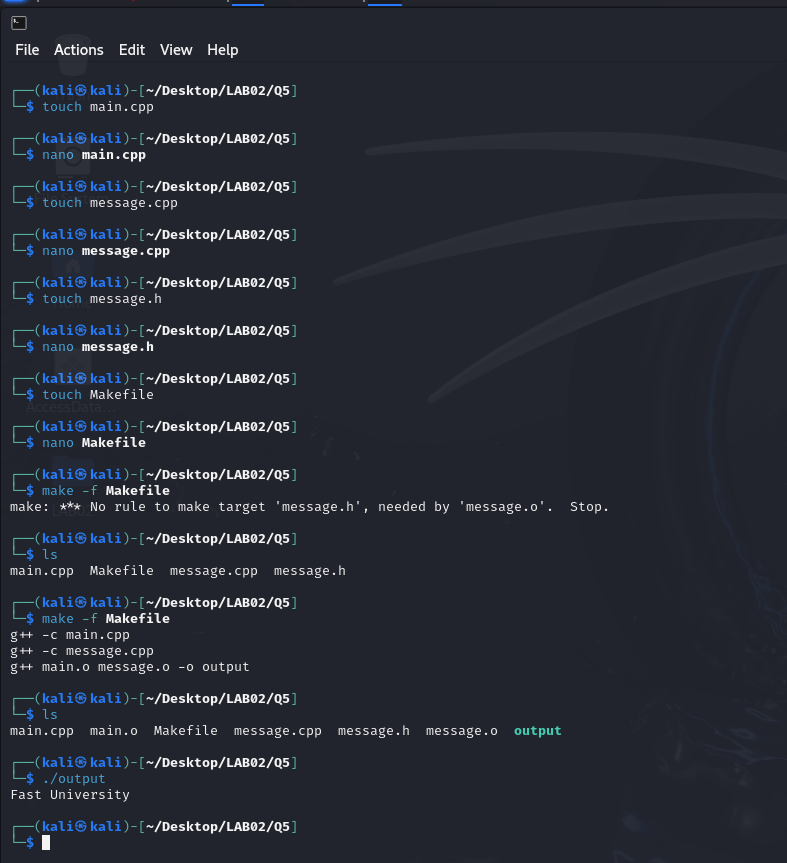 File Actions Edit View Help
┌──(kali㉿kali)-[~/Desktop/LAB02/Q5]
└─$ touch main.cpp
┌──(kali㉿kali)-[~/Desktop/LAB02/Q5]
└─$ nano main.cpp
┌──(kali㉿kali)-[~/Desktop/LAB02/Q5]
└─$ touch message.cpp
┌──(kali㉿kali)-[~/Desktop/LAB02/Q5]
└─$ nano message.cpp
┌──(kali㉿kali)-[~/Desktop/LAB02/Q5]
└─$ touch message.h
┌──(kali㉿kali)-[~/Desktop/LAB02/Q5]
└─$ nano message.h
┌──(kali㉿kali)-[~/Desktop/LAB02/Q5]
└─$ touch Makefile
AccessData...
┌──(kali㉿kali)-[~/Desktop/LAB02/Q5]
└─$ nano Makefile
┌──(kali㉿kali)-[~/Desktop/LAB02/Q5]
└─$ make -f Makefile
make: *** No rule to make target 'message.h', needed by 'message.o'.  Stop.
┌──(kali㉿kali)-[~/Desktop/LAB02/Q5]
└─$ ls
main.cpp  Makefile  message.cpp  message.h
┌──(kali㉿kali)-[~/Desktop/LAB02/Q5]
└─$ make -f Makefile
g++ -c main.cpp
g++ -c message.cpp
g++ main.o message.o -o output
┌──(kali㉿kali)-[~/Desktop/LAB02/Q5]
└─$ ls
main.cpp  main.o  Makefile  message.cpp  message.h  message.o  output
┌──(kali㉿kali)-[~/Desktop/LAB02/Q5]
└─$ ./output
Fast University
┌──(kali㉿kali)-[~/Desktop/LAB02/Q5]
└─$